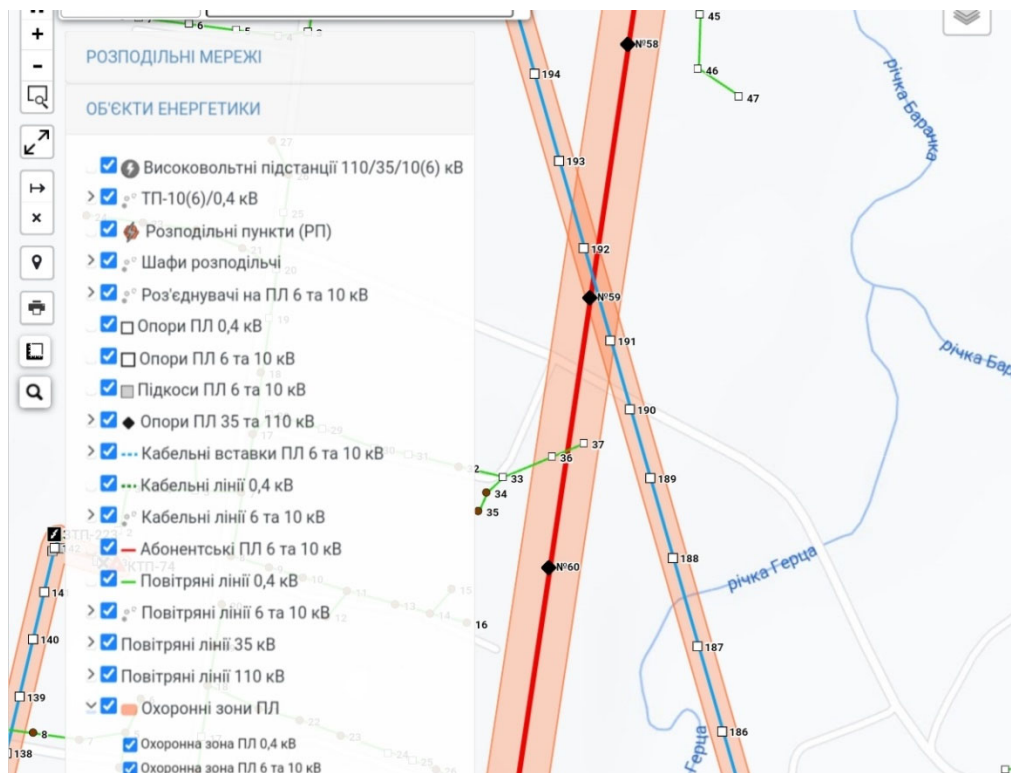 РОЗПОДІЛЬНІ МЕРЕЖІ
ОБ'ЄКТИ ЕНЕРГЕТИКИ
Високовольтні підстанції 110/35/10(6) кВ
ТП-10(6)/0,4 кВ
Розподільні пункти (РП)
Шафи розподільчі
Роз'єднувачі на ПЛ 6 та 10 кВ
Опори ПЛ 0,4 кВ
Опори ПЛ 6 та 10 кВ
Підкоси ПЛ 6 та 10 кВ
Опори ПЛ 35 та 110 кВ
Кабельні вставки ПЛ 6 та 10 кВ
Кабельні лінії 0,4 кВ
Кабельні лінії 6 та 10 кВ
Абонентські ПЛ 6 та 10 кВ
Повітряні лінії 0,4 кВ
Повітряні лінії 6 та 10 кВ
Повітряні лінії 35 кВ
Повітряні лінії 110 кВ
Охоронні зони ПЛ
Охоронна зона ПЛ 0,4 кВ
Охоронна зона ПЛ 6 та 10 кВ
КТП-74
140
139
138
8
6
194
193
192
191
190
189
188
187
186
№58
№59
№60
45
46
47
37
36
33
34
35
16
річка Баранка
річка Бар
річка Герца
річка Герца